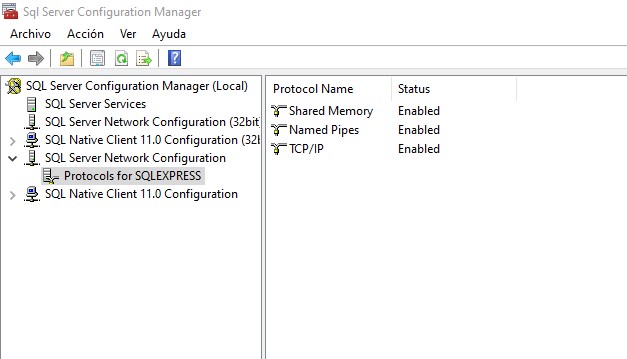 Sql Server Configuration Manager
Archivo Acción Ver Ayuda
SQL Server Configuration Manager (Local)
SQL Server Services
SQL Server Network Configuration (32bit
SQL Native Client 11.0 Configuration (32
SQL Server Network Configuration
Protocols for SQLEXPRESS
SQL Native Client 11.0 Configuration
Protocol Name Status
Shared Memory Enabled
Named Pipes Enabled
TCP/IP Enabled